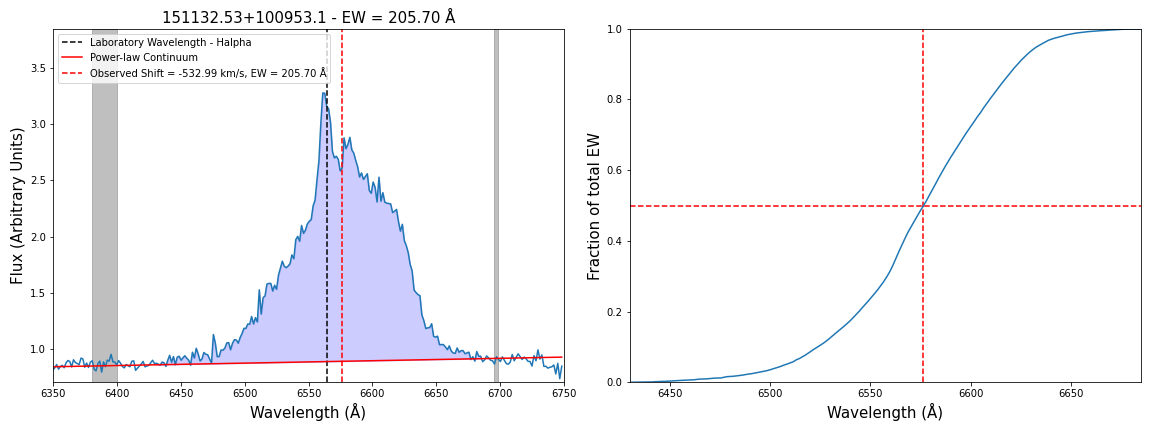 151132.53+100953.1 - EW = 205.70 Å
Laboratory Wavelength - Halpha
Power-law Continuum
Observed Shift = -532.99 km/s, EW = 205.70 Å
Flux (Arbitrary Units)
3.5
3.0
2.5
2.0
1.5
1.0
6350 6400 6450 6500 6550 6600 6650 6700 6750
Wavelength (Å)
Fraction of total EW
1.0
0.8
0.6
0.4
0.2
0.0
6450 6500 6550 6600 6650
Wavelength (Å)